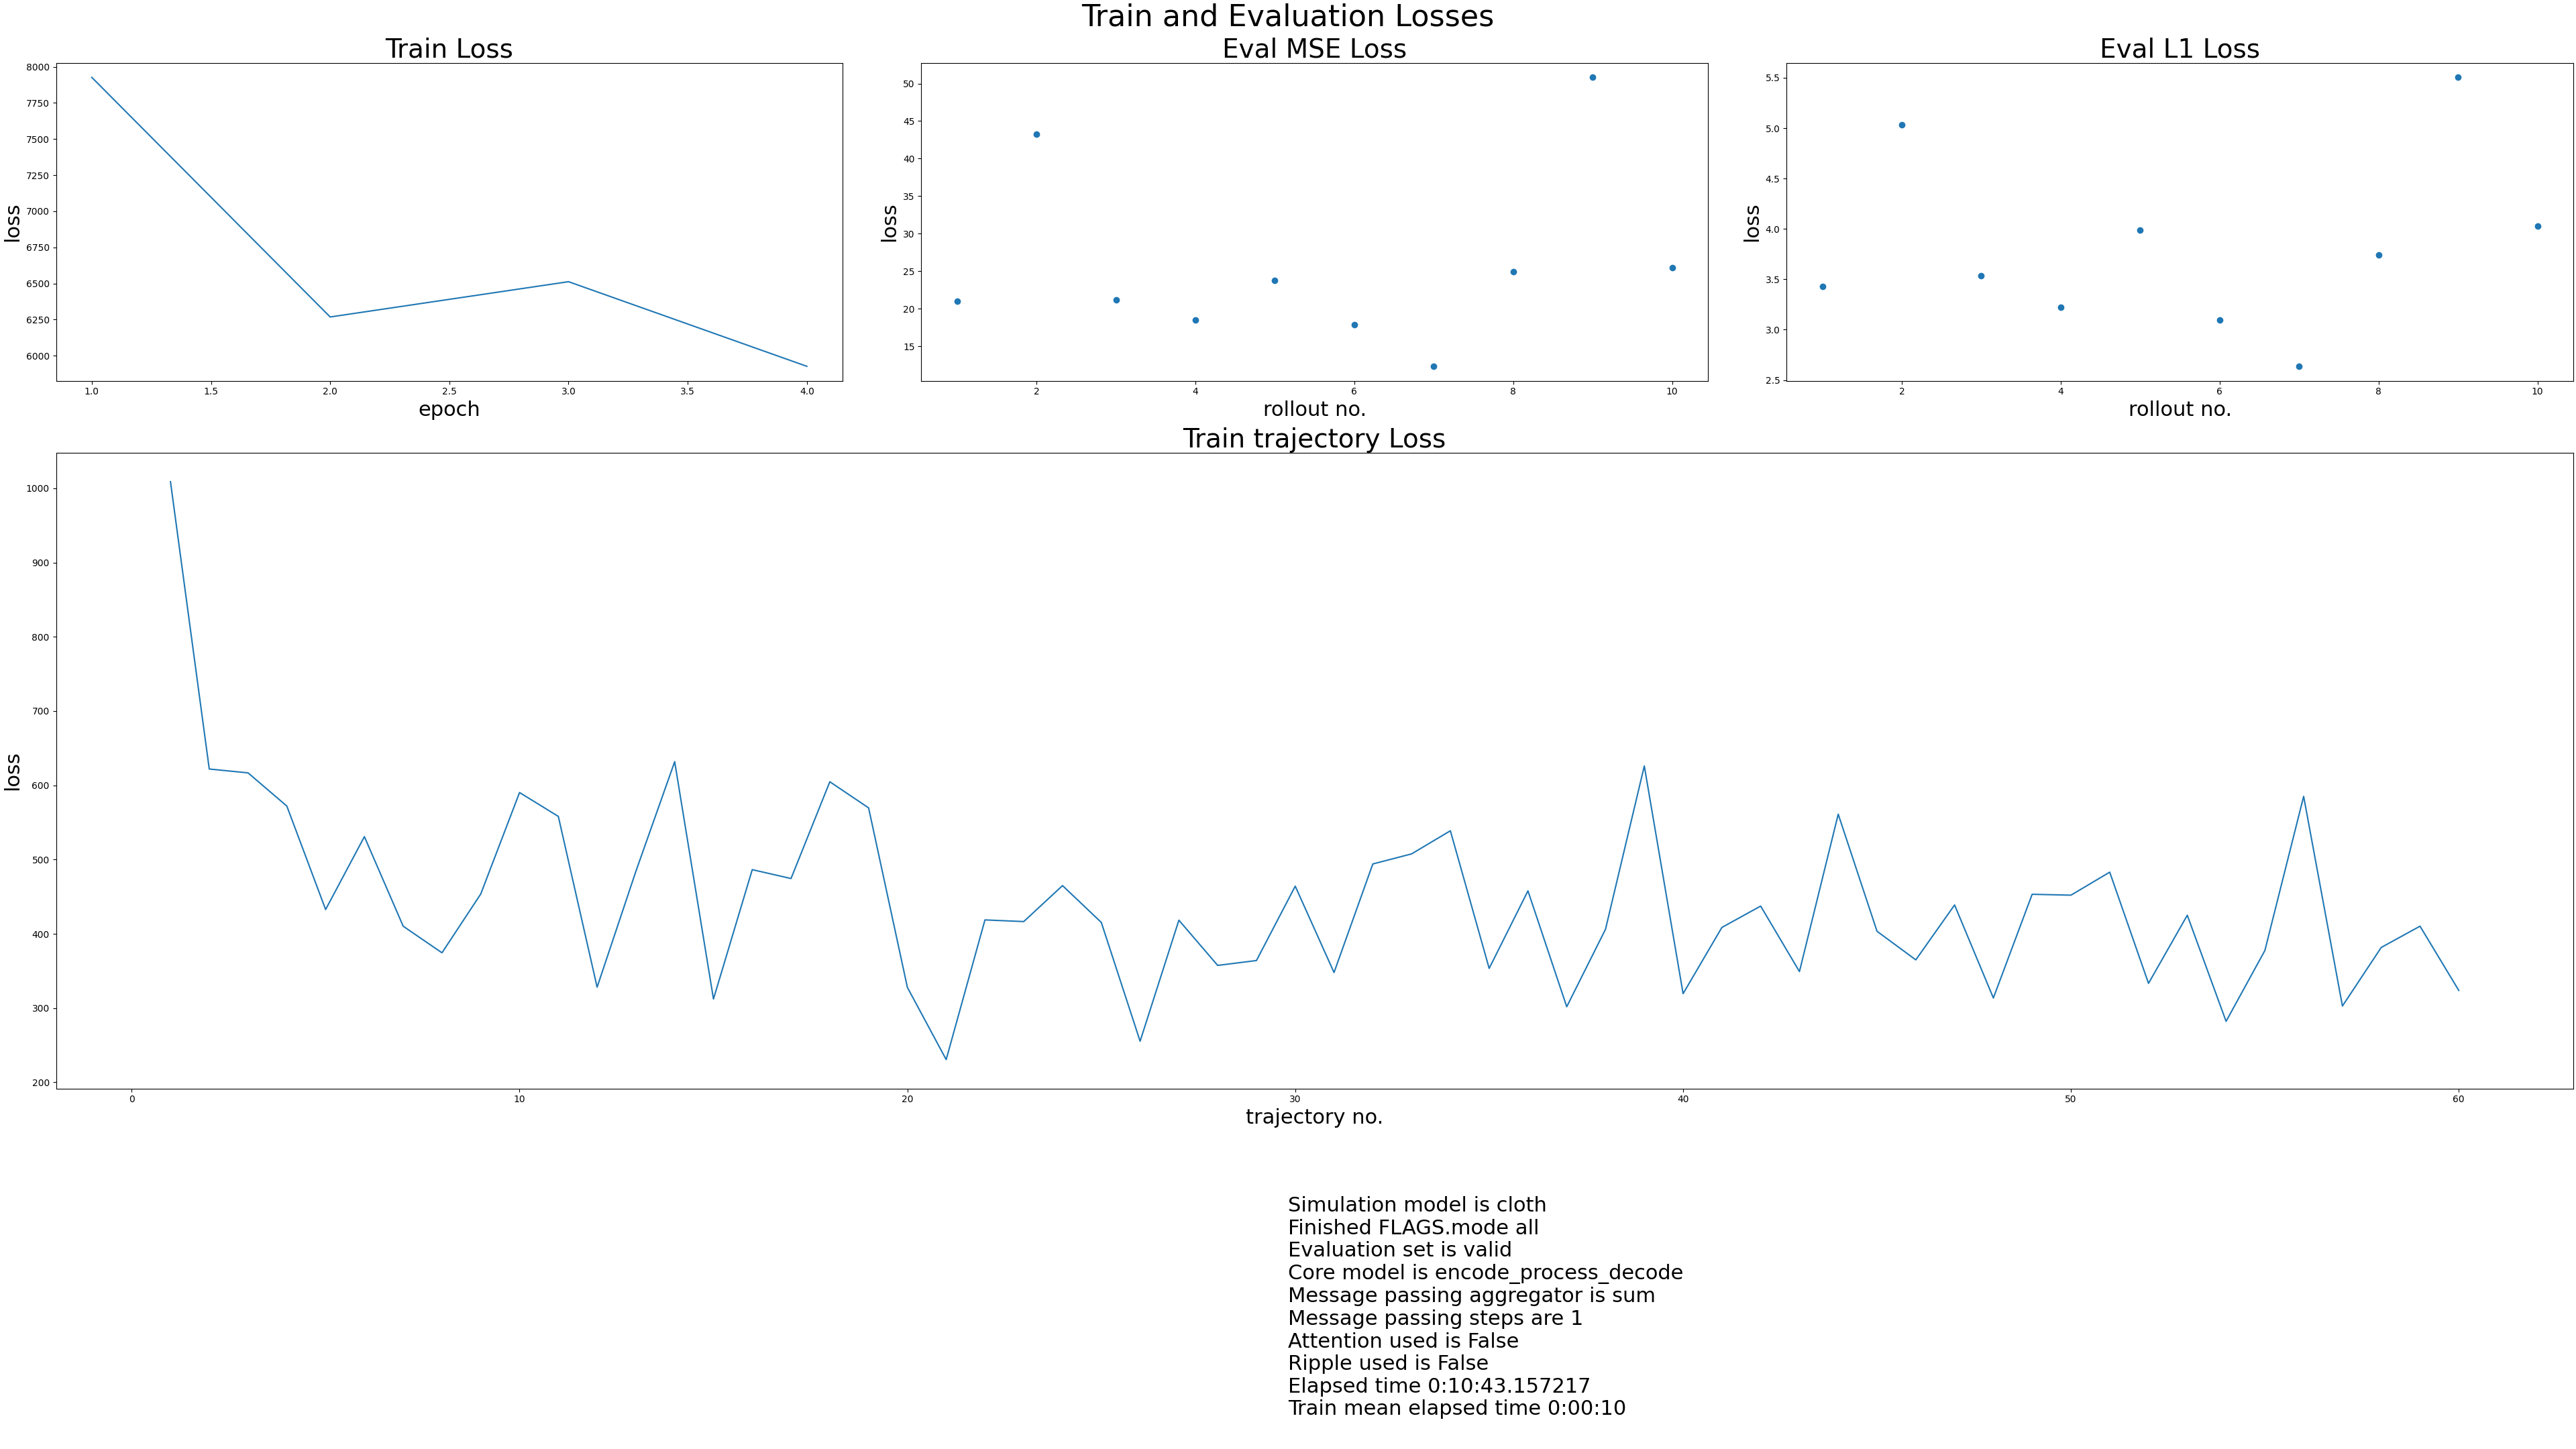 Train and Evaluation Losses
Train Loss
8000
7750
7500
7250
7000
6750
6500
6250
6000
loss
1.0 1.5 2.0 2.5 3.0 3.5 4.0
epoch
Eval MSE Loss
50
45
40
35
30
25
20
15
loss
2 4 6 8 10
rollout no.
Eval L1 Loss
5.5
5.0
4.5
4.0
3.5
3.0
2.5
loss
2 4 6 8 10
rollout no.
Train trajectory Loss
1000
900
800
700
600
500
400
300
200
loss
0 10 20 30 40 50 60
trajectory no.
Simulation model is cloth
Finished FLAGS.mode all
Evaluation set is valid
Core model is encode_process_decode
Message passing aggregator is sum
Message passing steps are 1
Attention used is False
Ripple used is False
Elapsed time 0:10:43.157217
Train mean elapsed time 0:00:10